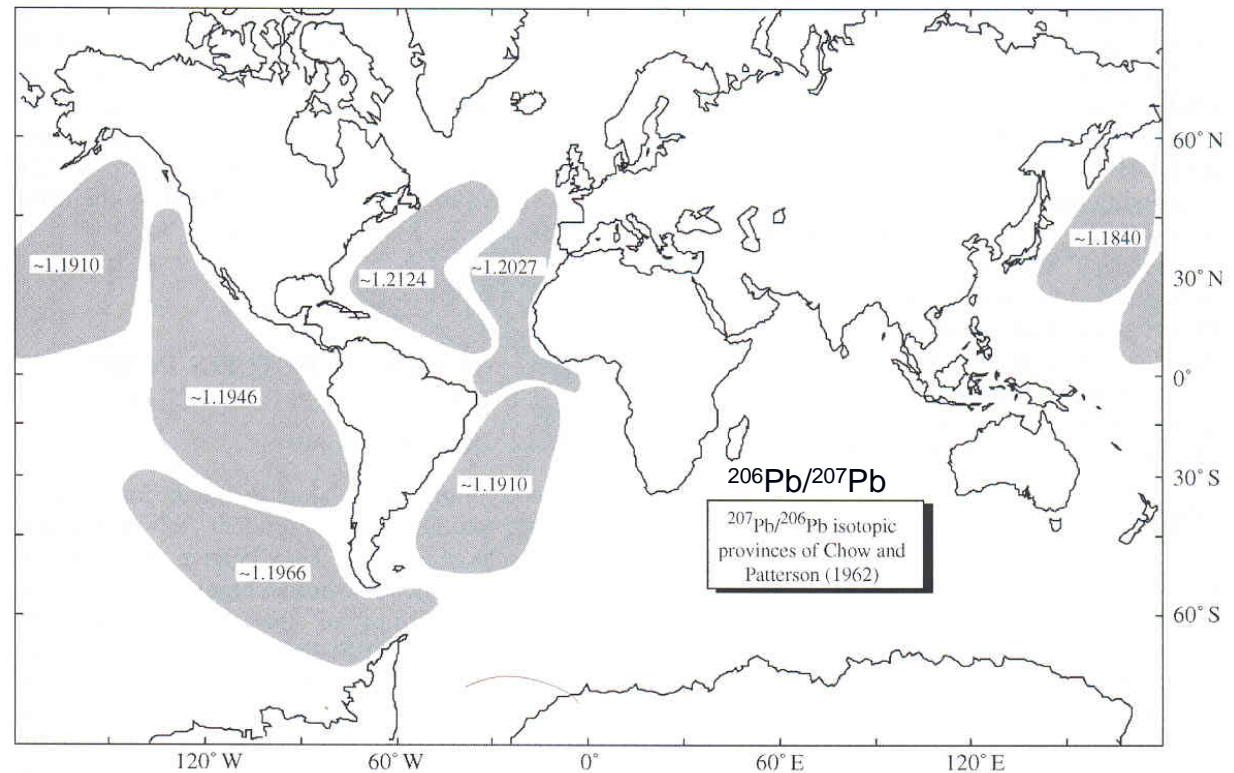 60° N
~1.1840
~1.1910
~1.2124
~1.2027
30° N
0°
~1.1946
30° S
~1.1910
²⁰⁶Pb/²⁰⁷Pb
²⁰⁷Pb/²⁰⁶Pb isotopic
provinces of Chow and
Patterson (1962)
~1.1966
60° S
120° W
60° W
0°
60° E
120° E